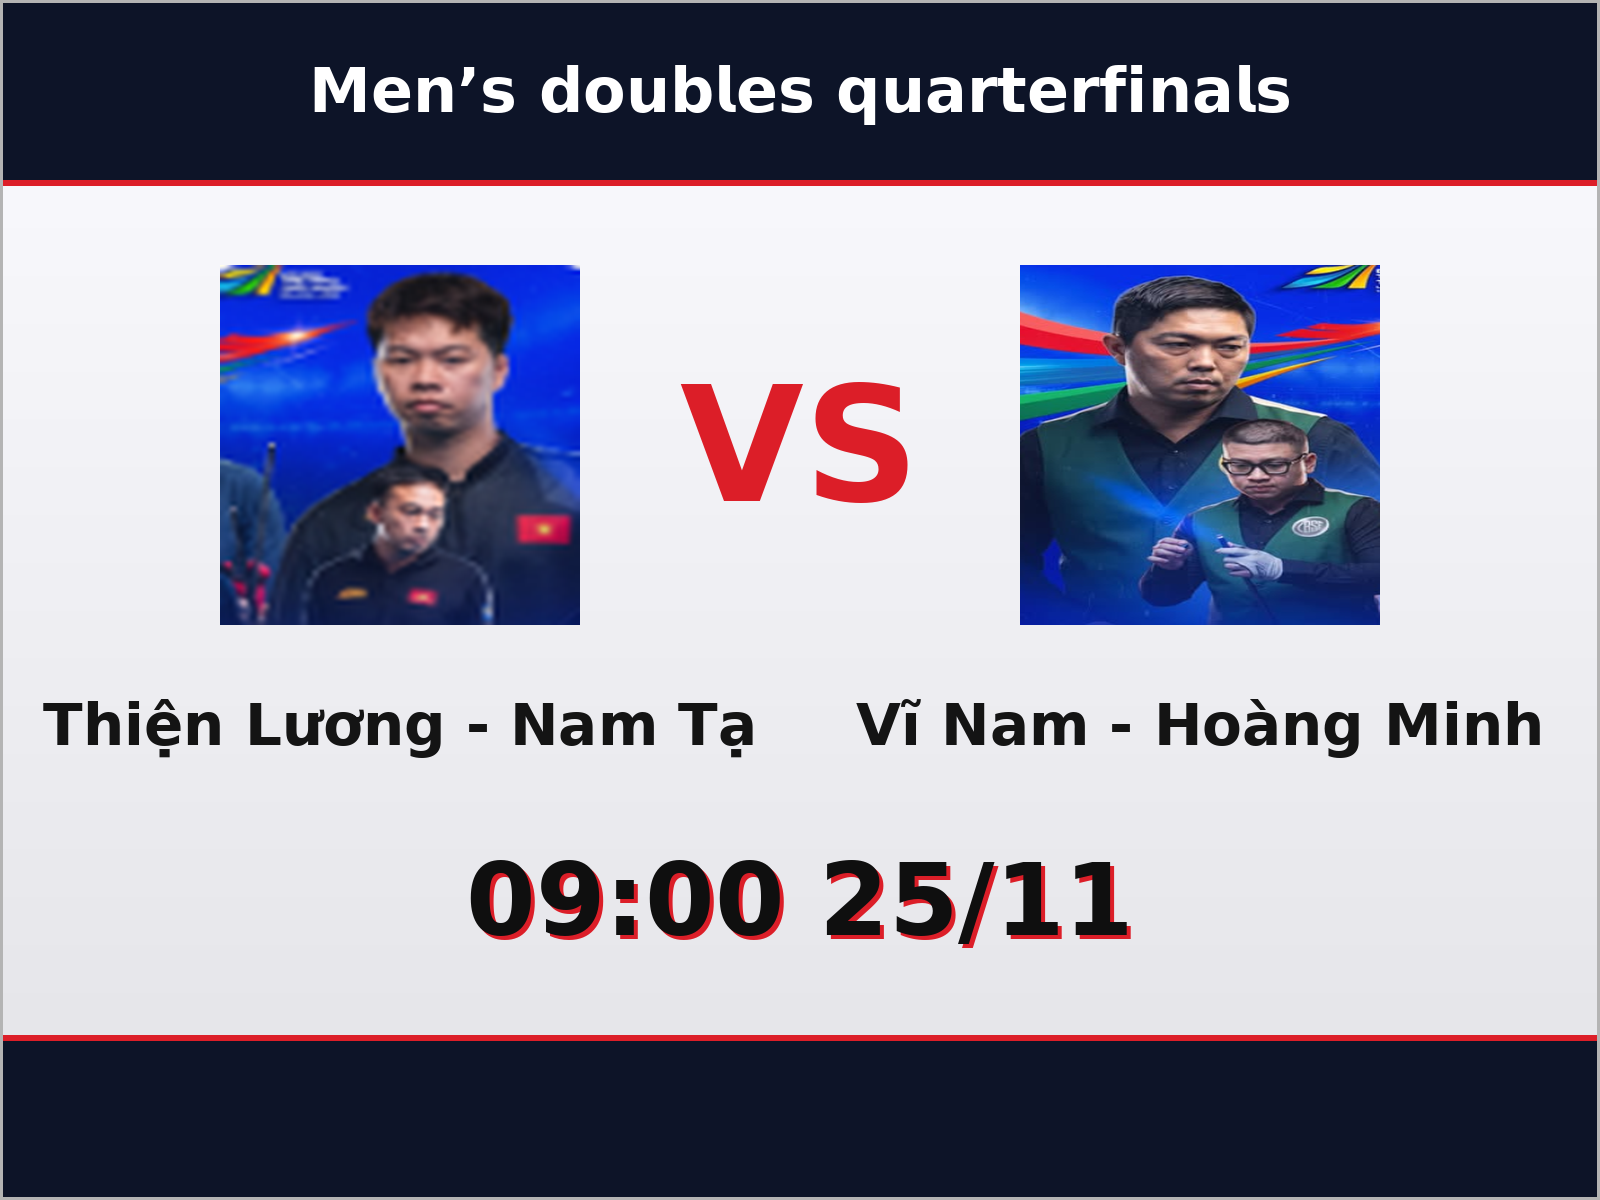 Men’s doubles quarterfinals
VS
Thiện Lương - Nam Tạ
Vĩ Nam - Hoàng Minh
09:00 25/11